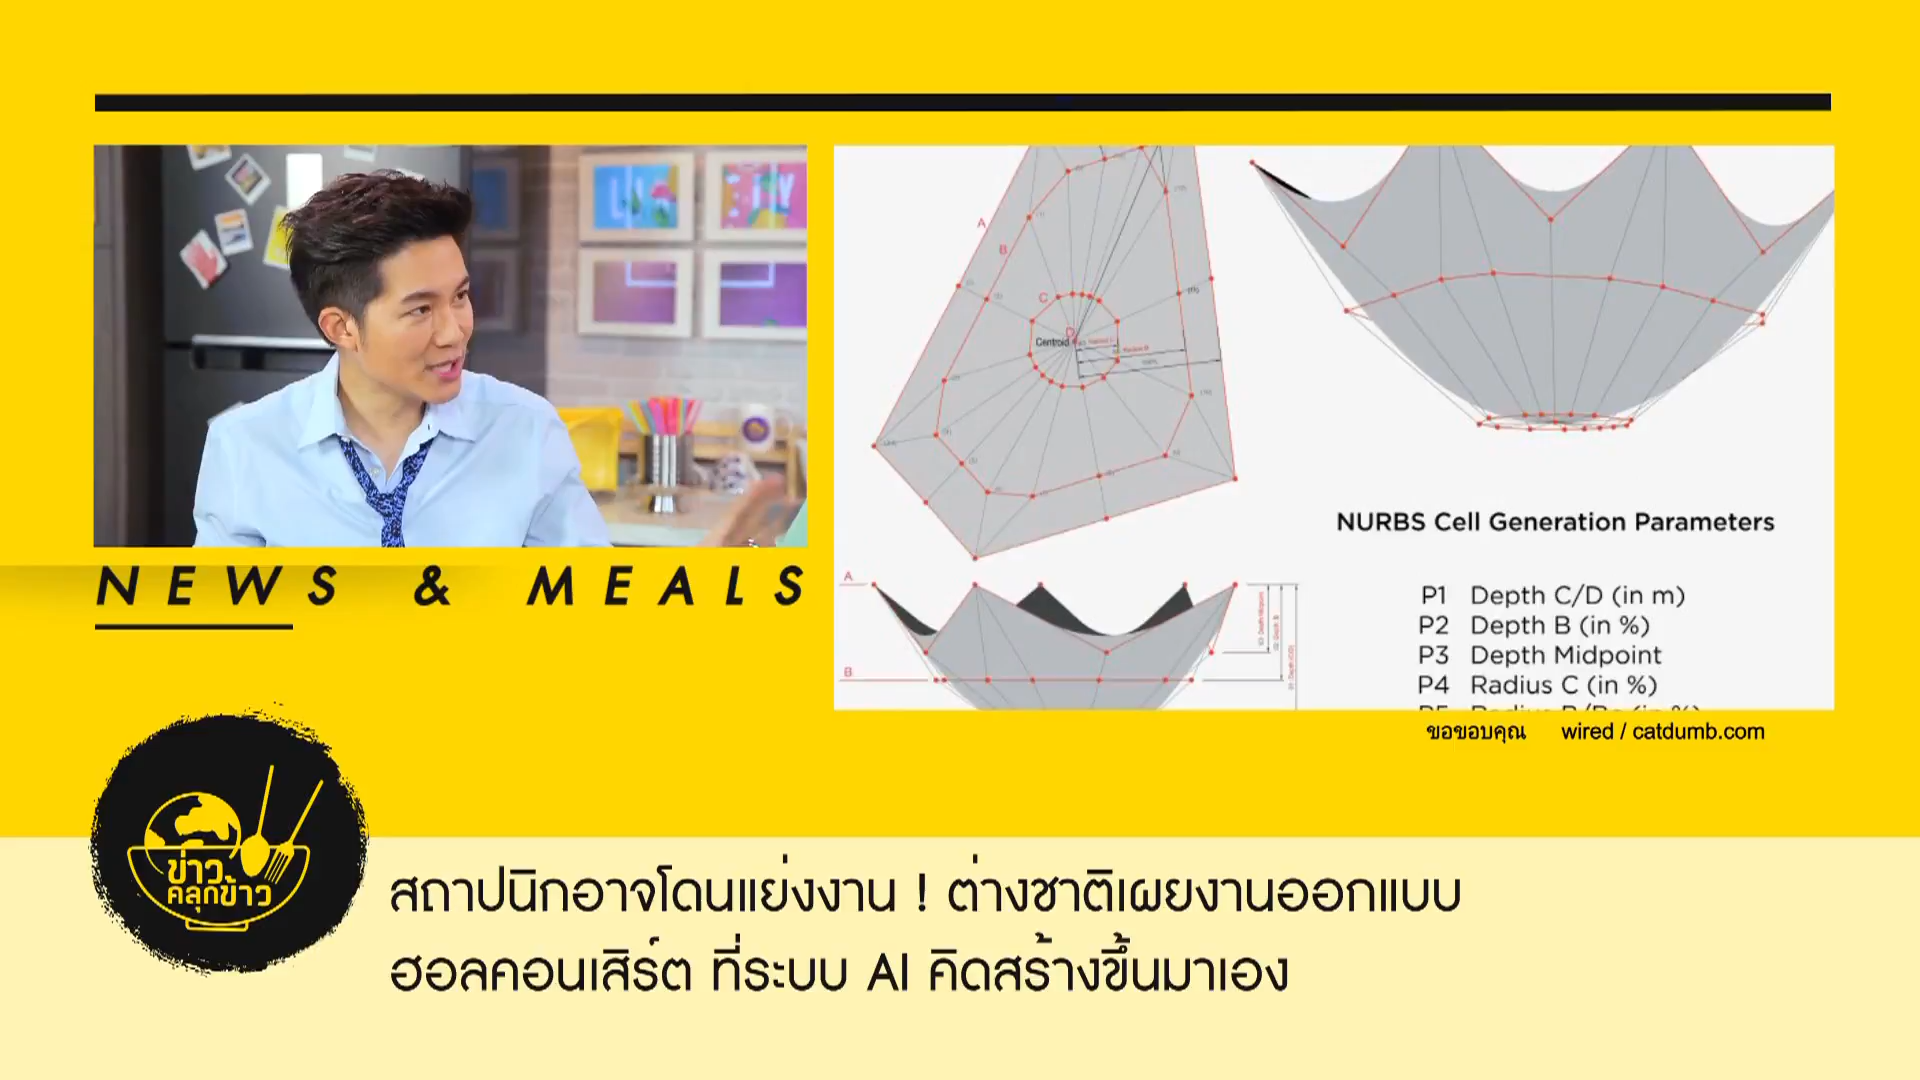 A
B
C
D
Centroid
NURBS Cell Generation Parameters
P1 Depth C/D (in m)
P2 Depth B (in %)
P3 Depth Midpoint
P4 Radius C (in %)
A
B
NEWS & MEALS
ขอขอบคุณ wired / catdumb.com
ข่าว
คลุกข้าว
สถาปนิกอาจโดนแย่งงาน ! ต่างชาติเผยงานออกแบบ
ฮอลคอนเสิร์ต ที่ระบบ AI คิดสร้างขึ้นมาเอง